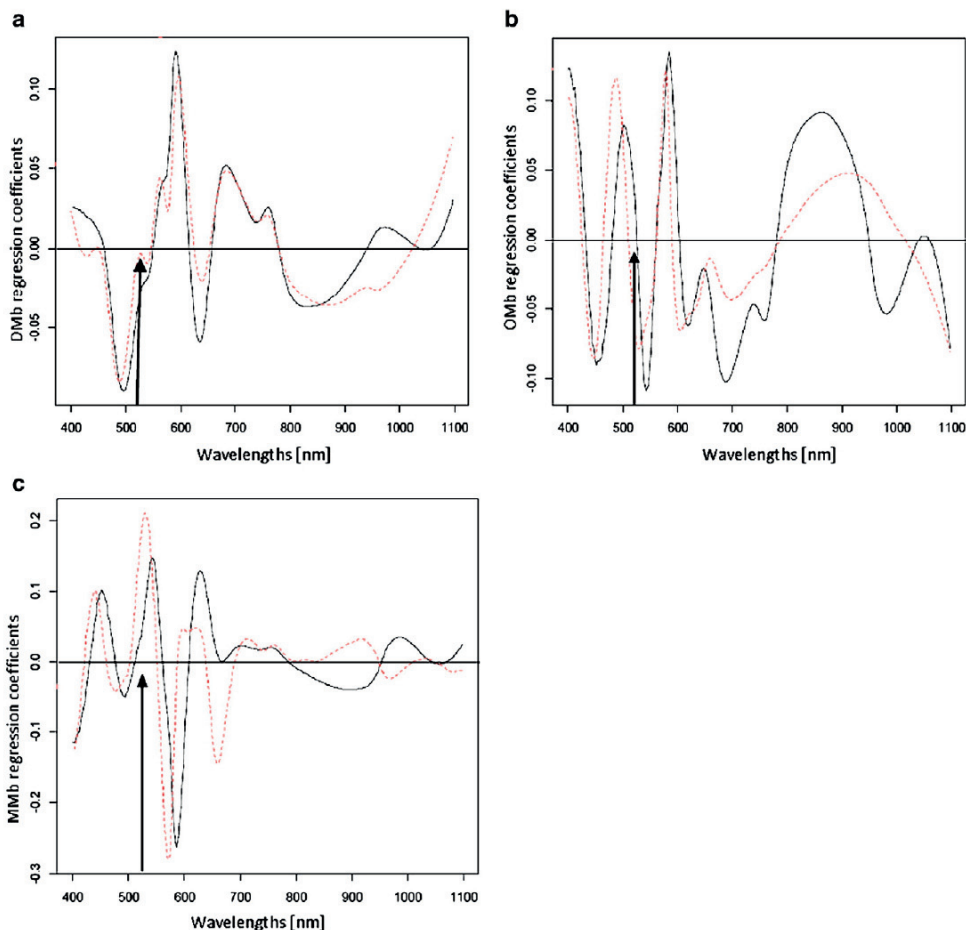 a
b
DMb regression coefficients
0.10
0.05
0.00
-0.05
400 500 600 700 800 900 1000 1100
Wavelengths [nm]
OMb regression coefficients
0.10
0.05
0.00
-0.05
-0.10
400 500 600 700 800 900 1000 1100
Wavelengths [nm]
c
MMb regression coefficients
0.2
0.1
0.0
-0.1
-0.2
-0.3
400 500 600 700 800 900 1000 1100
Wavelengths [nm]